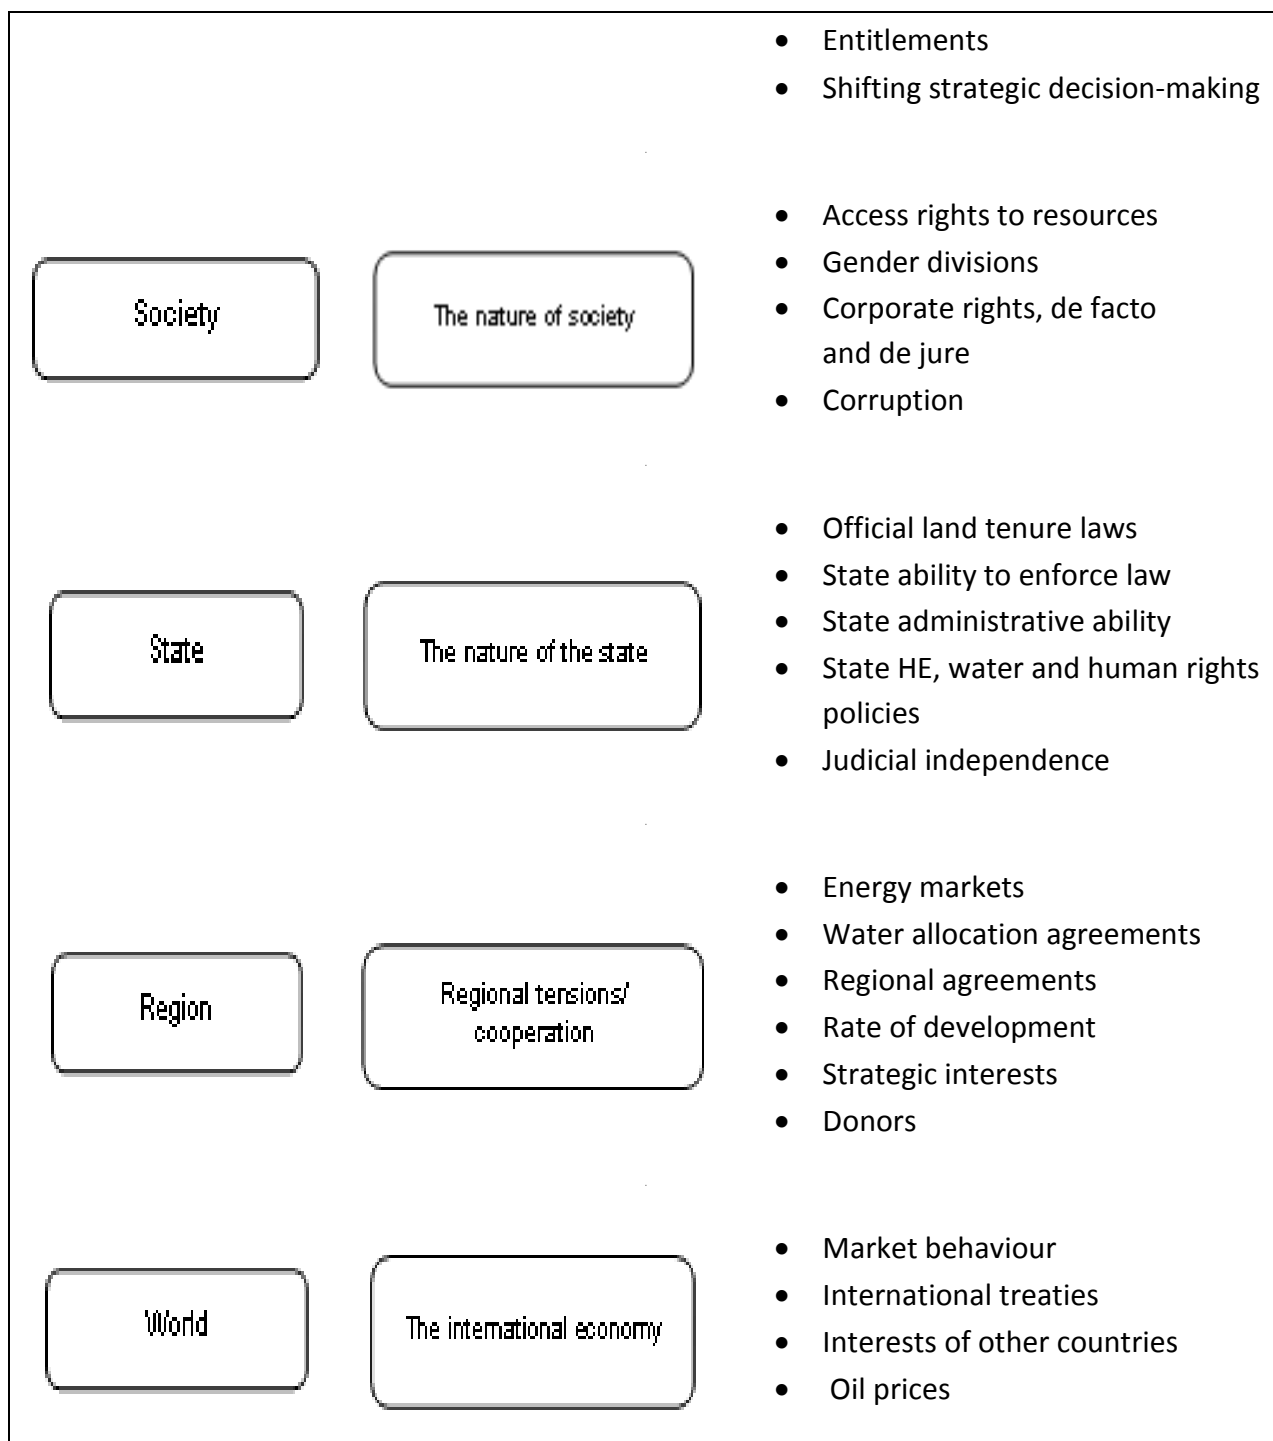 • Entitlements
• Shifting strategic decision-making
Society
The nature of society
• Access rights to resources
• Gender divisions
• Corporate rights, de facto
and de jure
• Corruption
State
The nature of the state
• Official land tenure laws
• State ability to enforce law
• State administrative ability
• State HE, water and human rights
policies
• Judicial independence
Region
Regional tensions/
cooperation
• Energy markets
• Water allocation agreements
• Regional agreements
• Rate of development
• Strategic interests
• Donors
World
The international economy
• Market behaviour
• International treaties
• Interests of other countries
• Oil prices